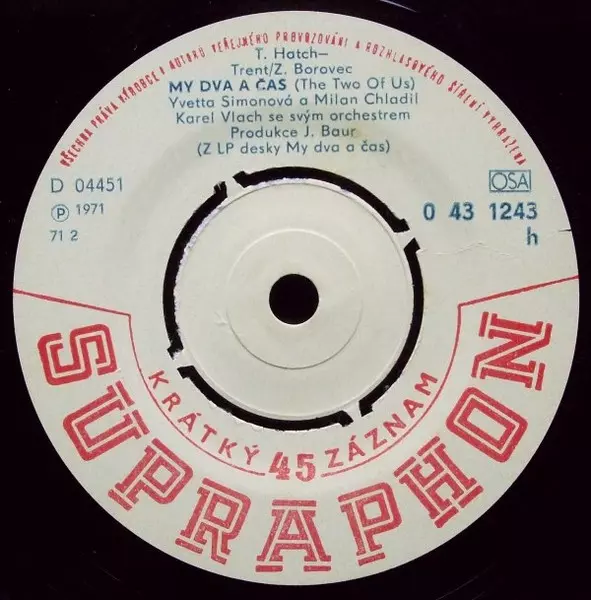 VŠECHNA PRÁVA VÝROBCE I AUTORŮ VEŘEJNÉHO PROVOZOVÁNÍ A ROZHLASOVÉHO ŠÍŘENÍ VYHRAŽENA
T. Hatch—
Trent/Z. Borovec
MY DVA A ČAS (The Two Of Us)
Yvetta Simonová a Milan Chladil
Karel Vlach se svým orchestrem
Produkce J. Baur
(Z LP desky My dva a čas)
D 04451
Ⓟ 1971
71 2
OSA
0 43 1243
h
KRÁTKÝ 45 ZÁZNAM
SUPRAPHON